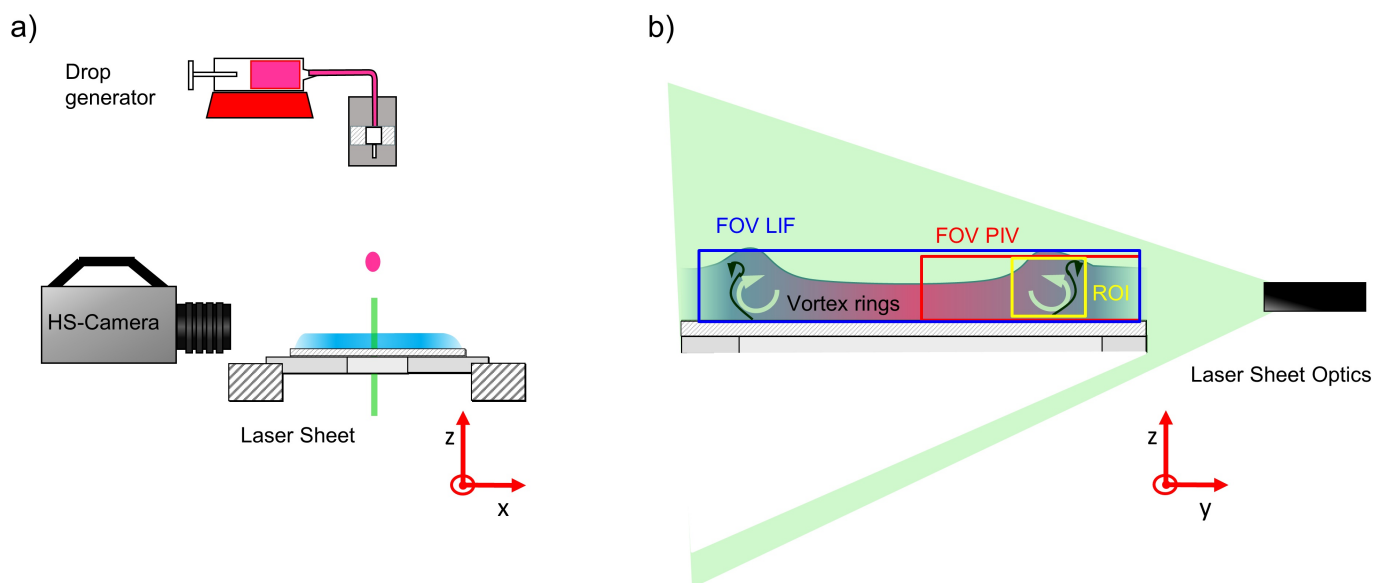 a)
Drop
generator
HS-Camera
Laser Sheet
z
x
b)
FOV LIF
FOV PIV
Vortex rings
ROI
Laser Sheet Optics
z
y